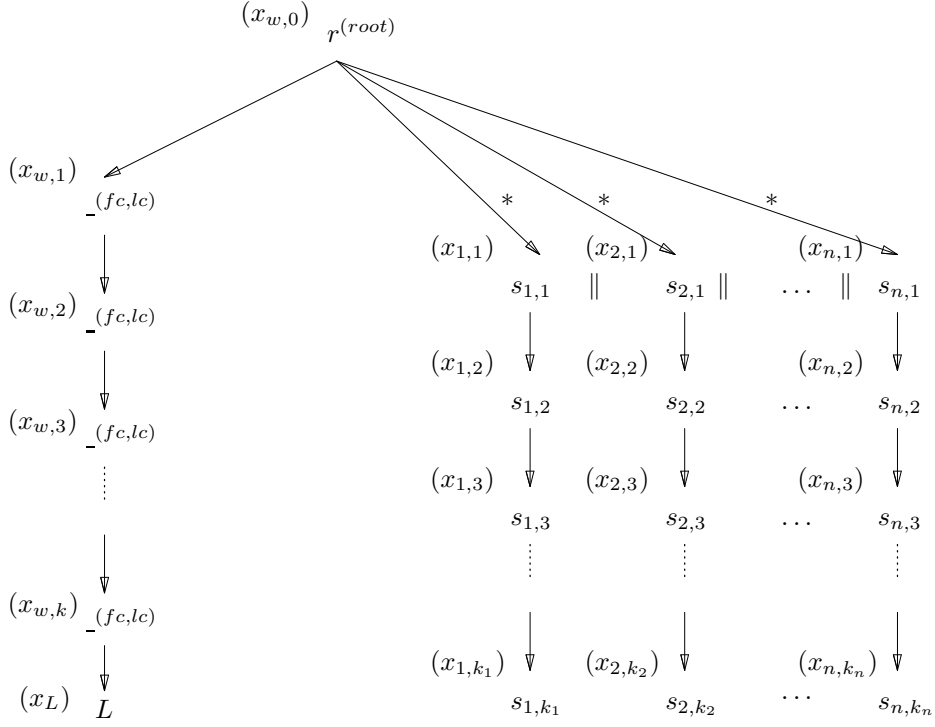 (x_{w,0}) r^{(root)}
(x_{w,1})
_^{(fc,lc)}
* * *
(x_{1,1}) (x_{2,1}) (x_{n,1})
s_{1,1} || s_{2,1} || ... || s_{n,1}
(x_{w,2}) _^{(fc,lc)}
(x_{1,2}) (x_{2,2}) (x_{n,2})
s_{1,2} s_{2,2} ... s_{n,2}
(x_{w,3}) _^{(fc,lc)}
(x_{1,3}) (x_{2,3}) (x_{n,3})
s_{1,3} s_{2,3} ... s_{n,3}
(x_{w,k}) _^{(fc,lc)}
(x_{1,k_1}) (x_{2,k_2}) (x_{n,k_n})
(x_L) L s_{1,k_1} s_{2,k_2} ... s_{n,k_n}